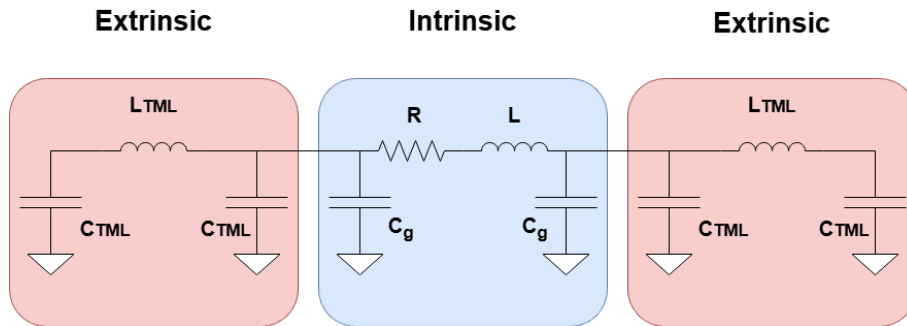 Extrinsic Intrinsic Extrinsic
LTML R L LTML
CTML CTML Cg Cg CTML CTML